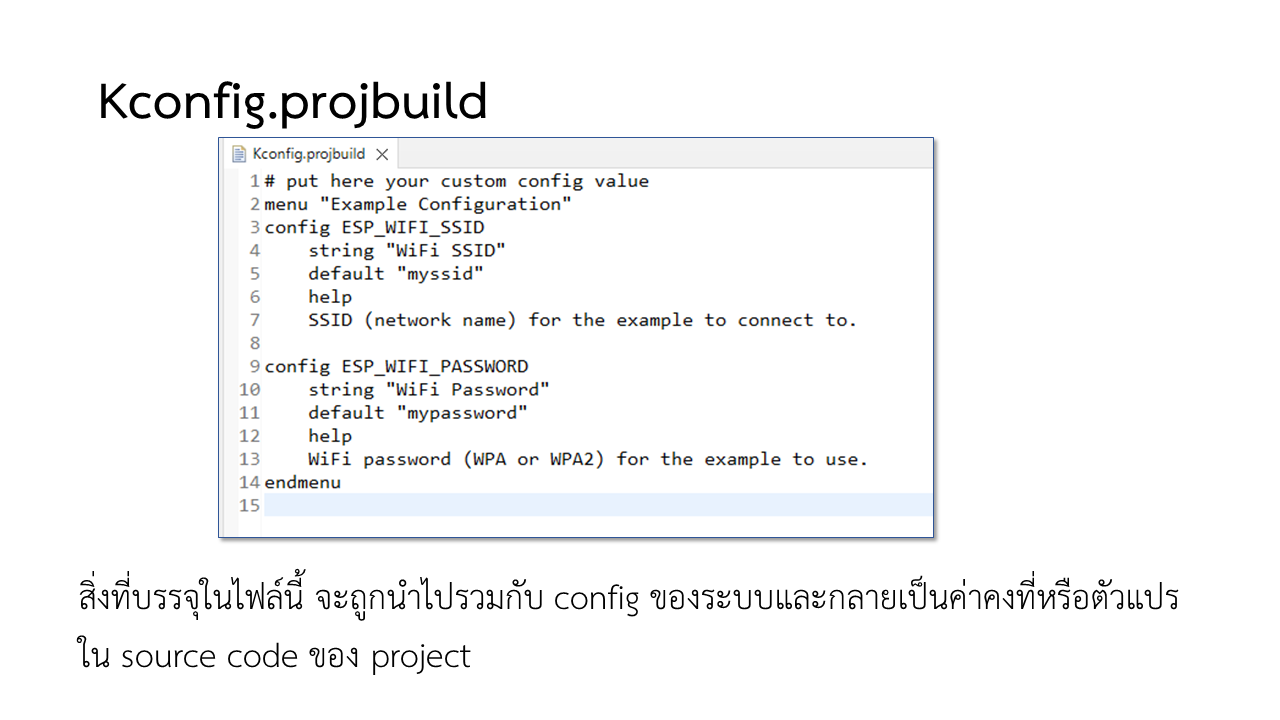 Kconfig.projbuild
Kconfig.projbuild
1 # put here your custom config value
2 menu "Example Configuration"
3 config ESP_WIFI_SSID
4     string "WiFi SSID"
5     default "myssid"
6     help
7     SSID (network name) for the example to connect to.
8
9 config ESP_WIFI_PASSWORD
10     string "WiFi Password"
11     default "mypassword"
12     help
13     WiFi password (WPA or WPA2) for the example to use.
14 endmenu
15
สิ่งที่บรรจุในไฟล์นี้ จะถูกนำไปรวมกับ config ของระบบและกลายเป็นค่าคงที่หรือตัวแปร
ใน source code ของ project